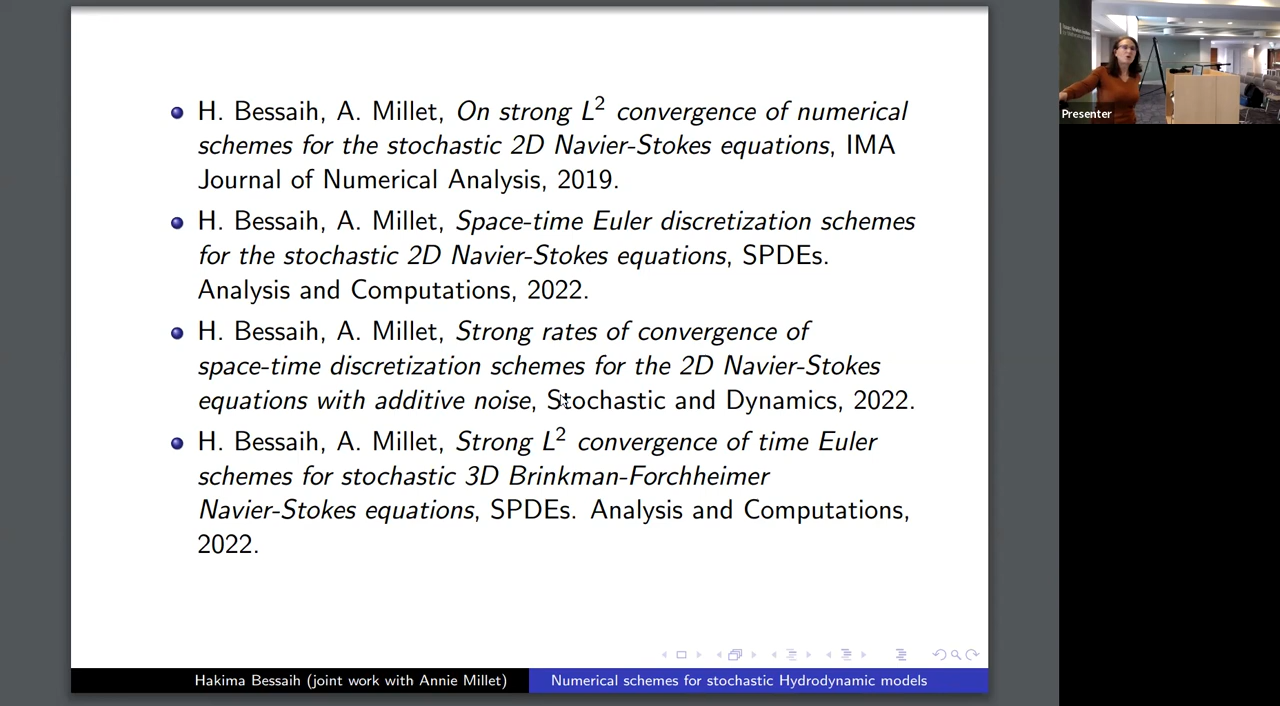 H. Bessaih, A. Millet, On strong L² convergence of numerical
schemes for the stochastic 2D Navier-Stokes equations, IMA
Journal of Numerical Analysis, 2019.
H. Bessaih, A. Millet, Space-time Euler discretization schemes
for the stochastic 2D Navier-Stokes equations, SPDEs.
Analysis and Computations, 2022.
H. Bessaih, A. Millet, Strong rates of convergence of
space-time discretization schemes for the 2D Navier-Stokes
equations with additive noise, Stochastic and Dynamics, 2022.
H. Bessaih, A. Millet, Strong L² convergence of time Euler
schemes for stochastic 3D Brinkman-Forchheimer
Navier-Stokes equations, SPDEs. Analysis and Computations,
2022.
Hakima Bessaih (joint work with Annie Millet)
Numerical schemes for stochastic Hydrodynamic models
Presenter